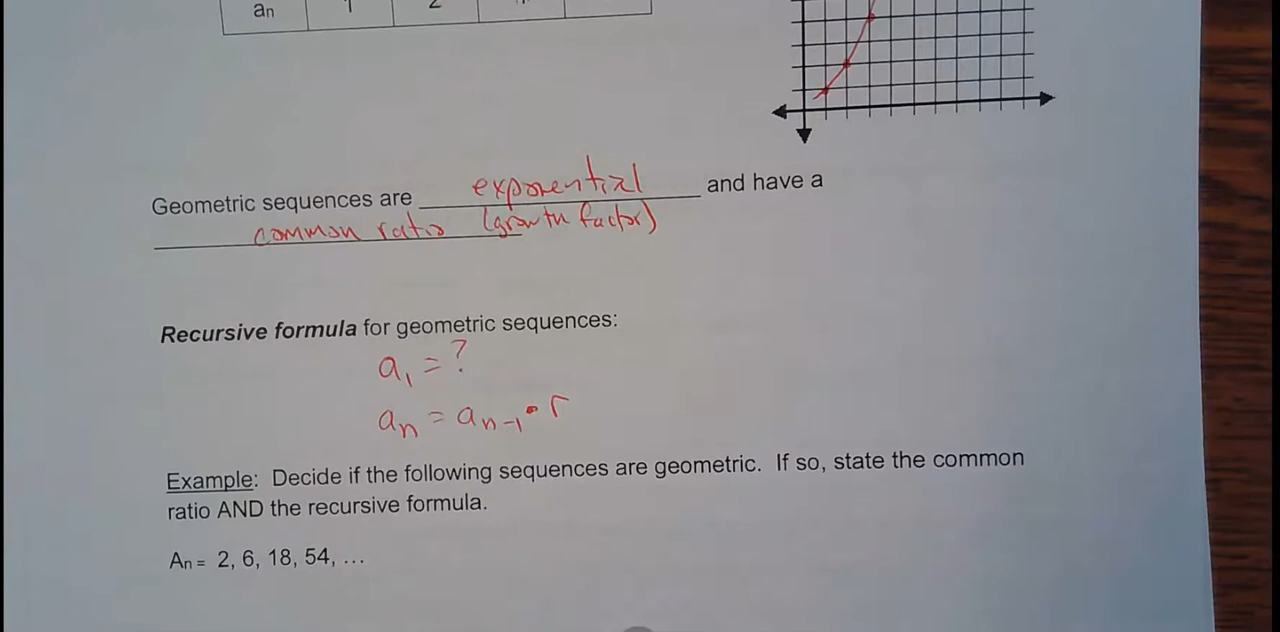 an 1 2
Geometric sequences are exponential and have a
common ratio (growth factor)
Recursive formula for geometric sequences:
a₁ = ?
aₙ = aₙ₋₁ • r
Example: Decide if the following sequences are geometric. If so, state the common
ratio AND the recursive formula.
An = 2, 6, 18, 54, …